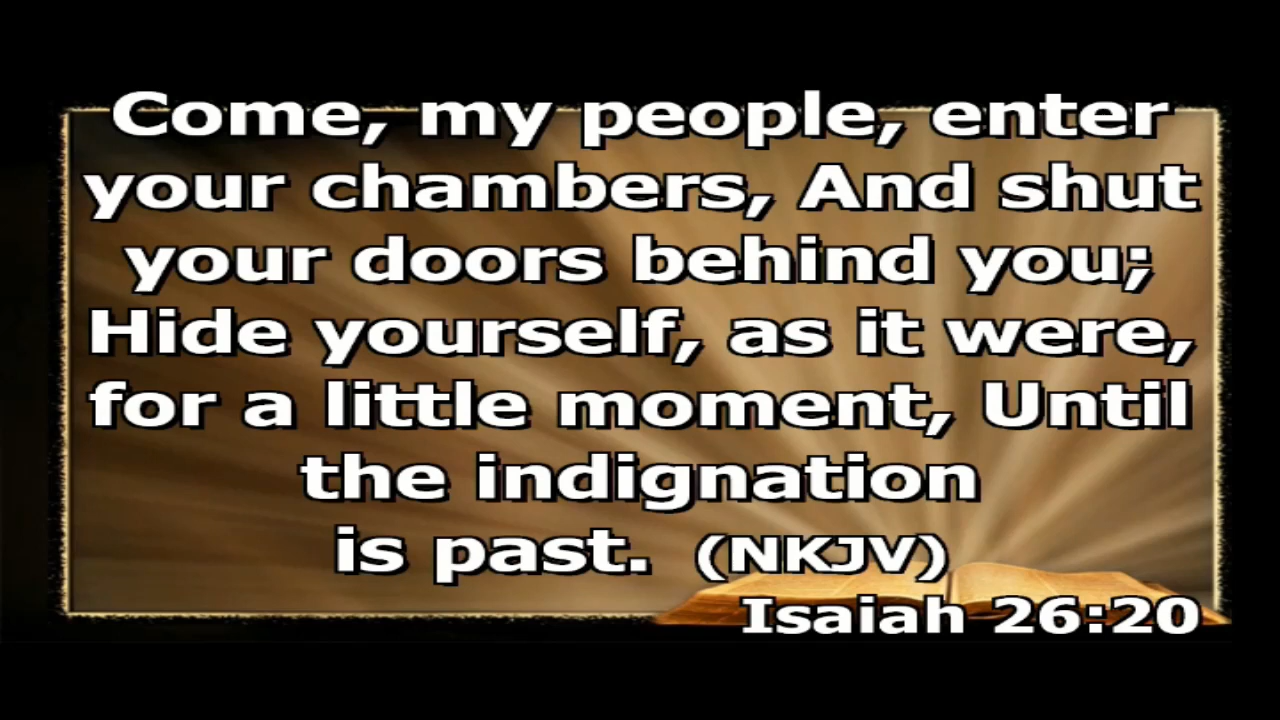 Come, my people, enter
your chambers, And shut
your doors behind you;
Hide yourself, as it were,
for a little moment, Until
the indignation
is past. (NKJV)
Isaiah 26:20